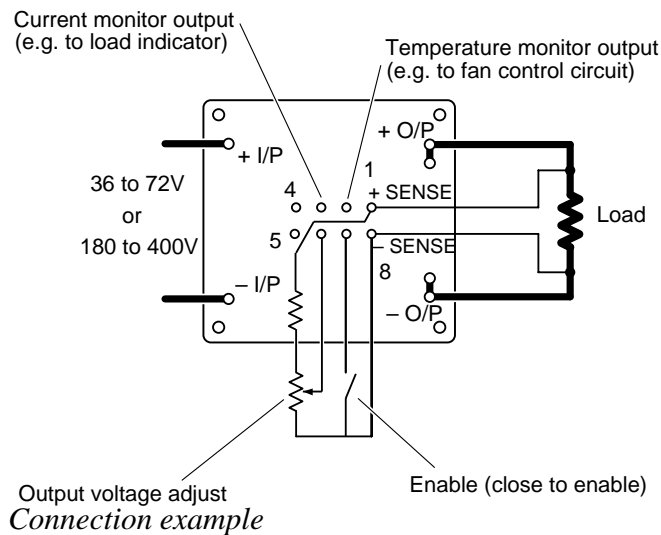 Current monitor output
(e.g. to load indicator)
Temperature monitor output
(e.g. to fan control circuit)
+ I/P
+ O/P
1
4
+ SENSE
36 to 72V
or
180 to 400V
Load
5
– SENSE
8
– I/P
– O/P
Output voltage adjust
Enable (close to enable)
Connection example